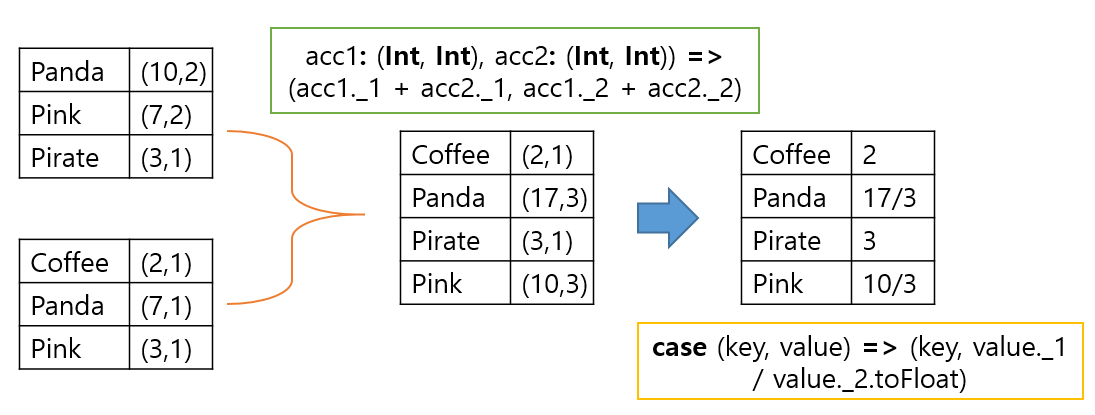 acc1: (Int, Int), acc2: (Int, Int)) =>
(acc1._1 + acc2._1, acc1._2 + acc2._2)
Panda (10,2)
Pink (7,2)
Pirate (3,1)
Coffee (2,1)
Panda (7,1)
Pink (3,1)
Coffee (2,1)
Panda (17,3)
Pirate (3,1)
Pink (10,3)
Coffee 2
Panda 17/3
Pirate 3
Pink 10/3
case (key, value) => (key, value._1
/ value._2.toFloat)